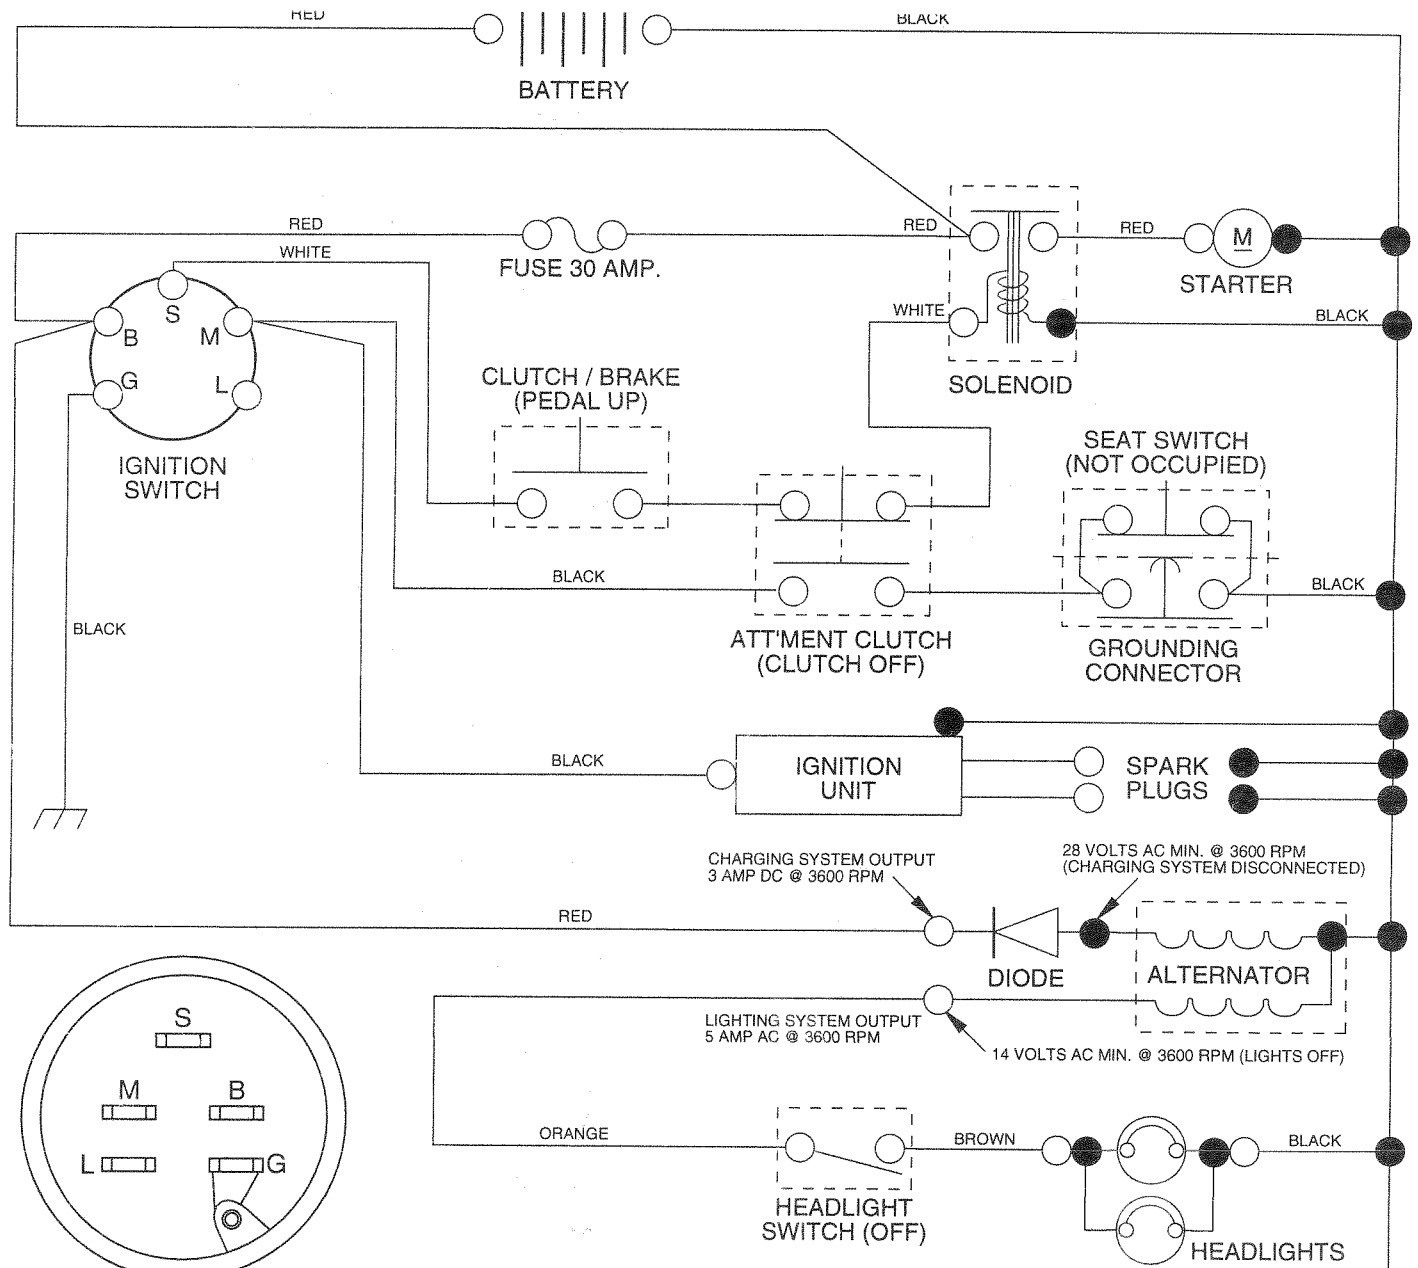 RED
BLACK
BATTERY
RED
WHITE
FUSE 30 AMP.
RED
RED
M
STARTER
S
B
M
G
L
IGNITION
SWITCH
WHITE
BLACK
SOLENOID
CLUTCH / BRAKE
(PEDAL UP)
SEAT SWITCH
(NOT OCCUPIED)
BLACK
BLACK
BLACK
ATT'MENT CLUTCH
(CLUTCH OFF)
GROUNDING
CONNECTOR
BLACK
IGNITION
UNIT
SPARK
PLUGS
CHARGING SYSTEM OUTPUT
3 AMP DC @ 3600 RPM
28 VOLTS AC MIN. @ 3600 RPM
(CHARGING SYSTEM DISCONNECTED)
RED
DIODE
ALTERNATOR
LIGHTING SYSTEM OUTPUT
5 AMP AC @ 3600 RPM
14 VOLTS AC MIN. @ 3600 RPM (LIGHTS OFF)
S
M
B
L
G
ORANGE
BROWN
BLACK
HEADLIGHT
SWITCH (OFF)
HEADLIGHTS